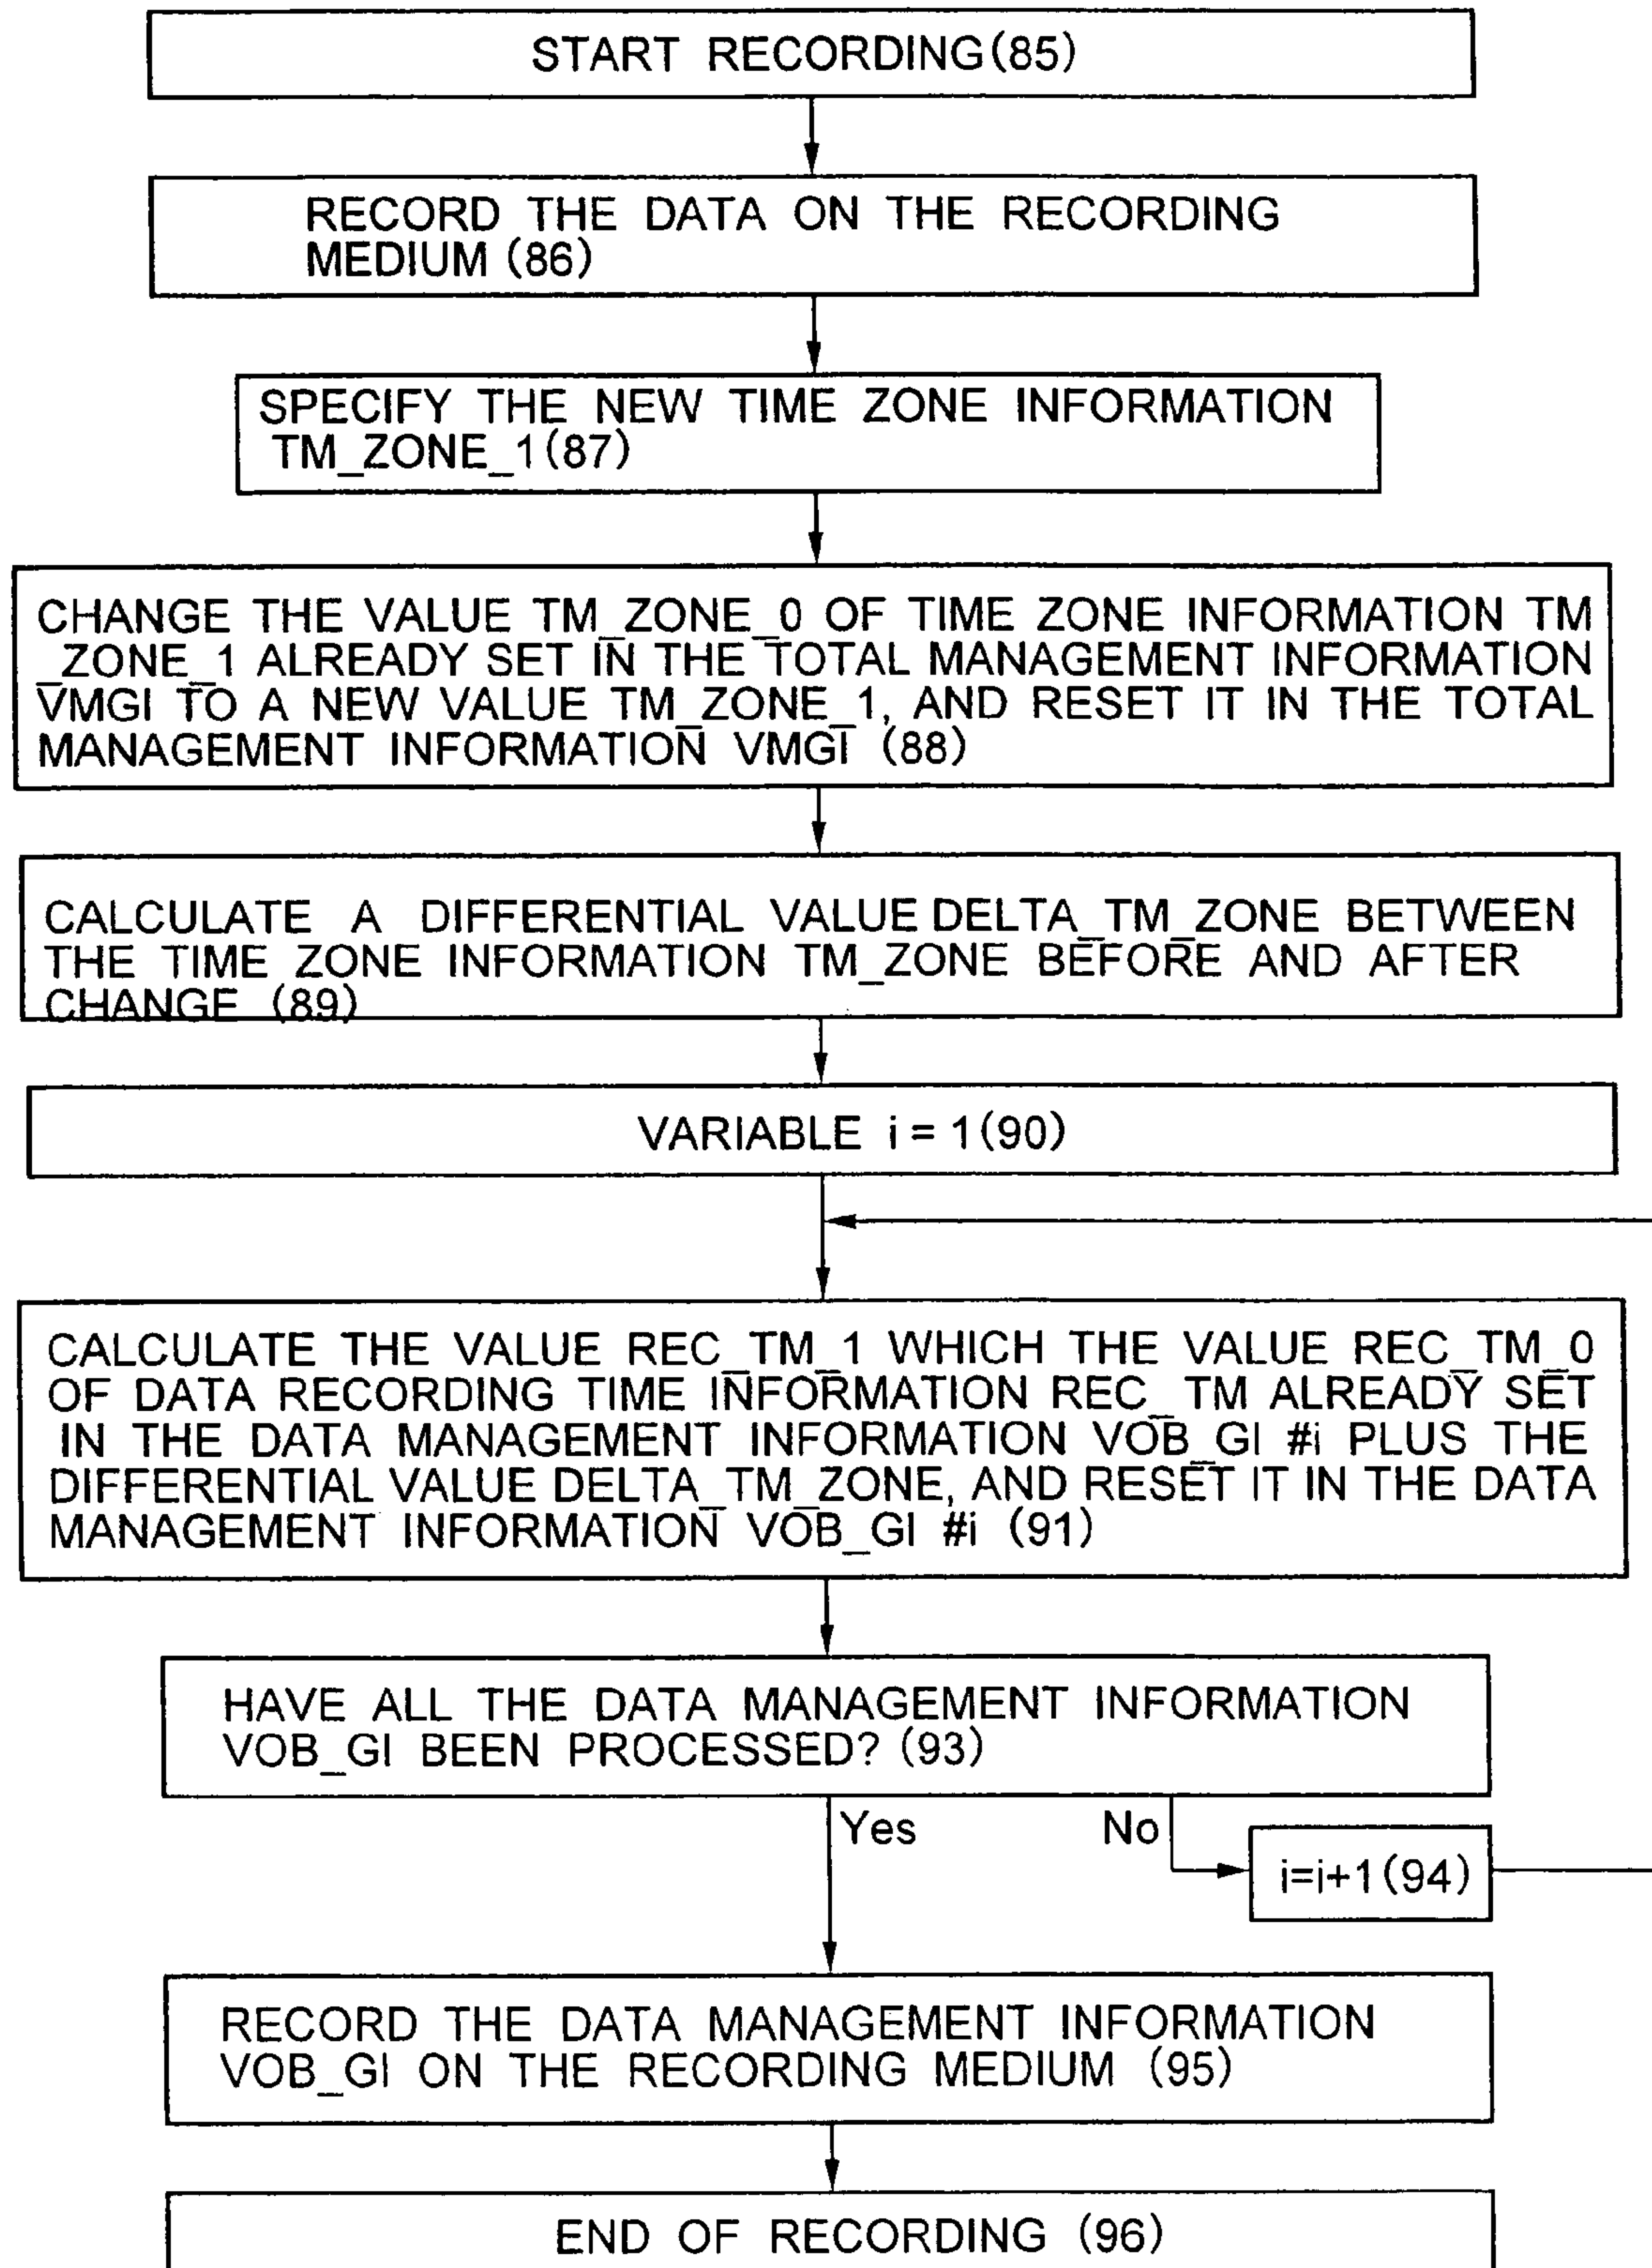 START RECORDING(85)
RECORD THE DATA ON THE RECORDING
MEDIUM (86)
SPECIFY THE NEW TIME ZONE INFORMATION
TM_ZONE_1(87)
CHANGE THE VALUE TM_ZONE_0 OF TIME ZONE INFORMATION TM
_ZONE_1 ALREADY SET IN THE TOTAL MANAGEMENT INFORMATION
VMGI TO A NEW VALUE TM_ZONE_1, AND RESET IT IN THE TOTAL
MANAGEMENT INFORMATION VMGI (88)
CALCULATE A DIFFERENTIAL VALUE DELTA_TM_ZONE BETWEEN
THE TIME ZONE INFORMATION TM_ZONE BEFORE AND AFTER
CHANGE (89)
VARIABLE i = 1(90)
CALCULATE THE VALUE REC_TM_1 WHICH THE VALUE REC_TM_0
OF DATA RECORDING TIME INFORMATION REC_TM ALREADY SET
IN THE DATA MANAGEMENT INFORMATION VOB_GI #i PLUS THE
DIFFERENTIAL VALUE DELTA_TM_ZONE, AND RESET IT IN THE DATA
MANAGEMENT INFORMATION VOB_GI #i (91)
HAVE ALL THE DATA MANAGEMENT INFORMATION
VOB_GI BEEN PROCESSED? (93)
Yes No
i=i+1(94)
RECORD THE DATA MANAGEMENT INFORMATION
VOB_GI ON THE RECORDING MEDIUM (95)
END OF RECORDING (96)